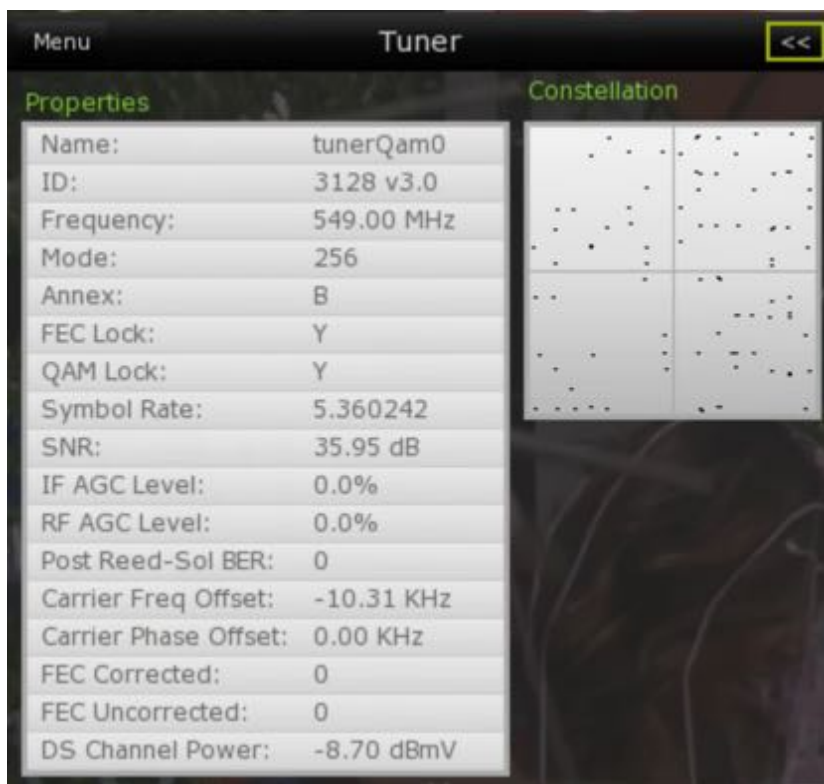 Menu Tuner <<
Properties
Name: tunerQam0
ID: 3128 v3.0
Frequency: 549.00 MHz
Mode: 256
Annex: B
FEC Lock: Y
QAM Lock: Y
Symbol Rate: 5.360242
SNR: 35.95 dB
IF AGC Level: 0.0%
RF AGC Level: 0.0%
Post Reed-Sol BER: 0
Carrier Freq Offset: -10.31 KHz
Carrier Phase Offset: 0.00 KHz
FEC Corrected: 0
FEC Uncorrected: 0
DS Channel Power: -8.70 dBmV
Constellation